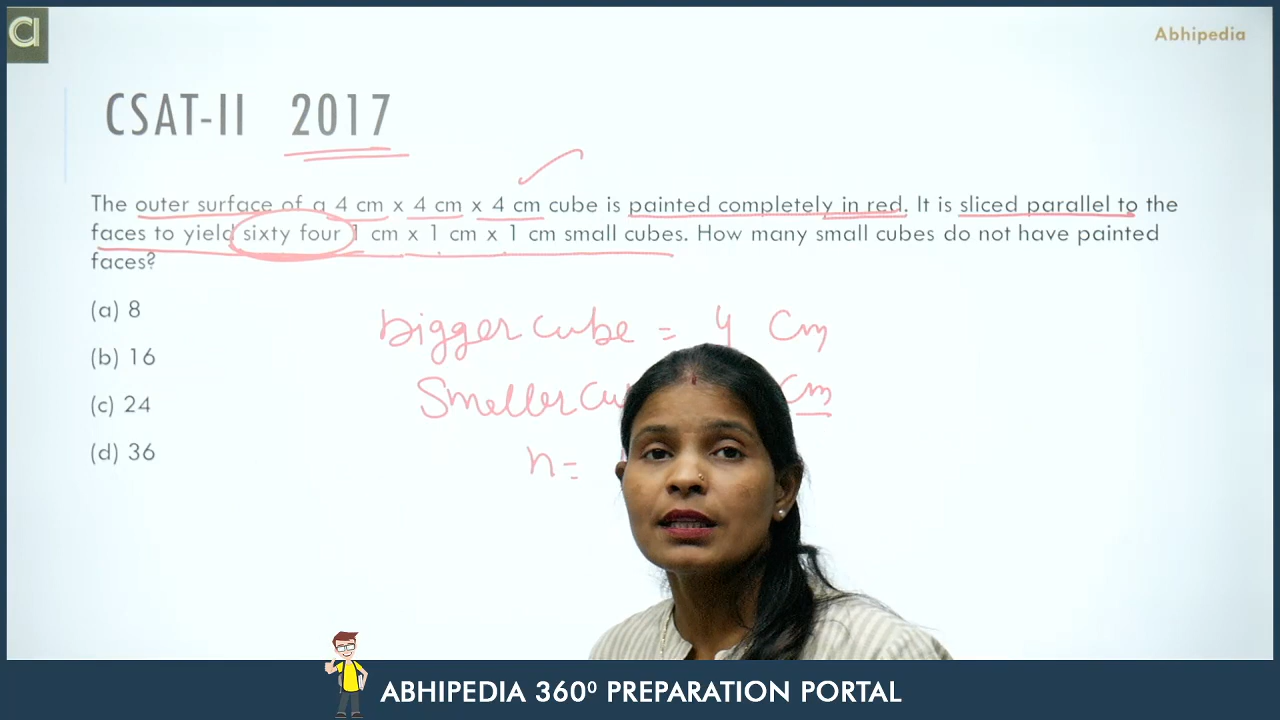 Abhipedia
CSAT-II 2017
The outer surface of a 4 cm x 4 cm x 4 cm cube is painted completely in red. It is sliced parallel to the
faces to yield sixty four 1 cm x 1 cm x 1 cm small cubes. How many small cubes do not have painted
faces?
(a) 8
(b) 16
(c) 24
(d) 36
bigger cube = 4 cm
Smeller cu cm
n =
ABHIPEDIA 360⁰ PREPARATION PORTAL